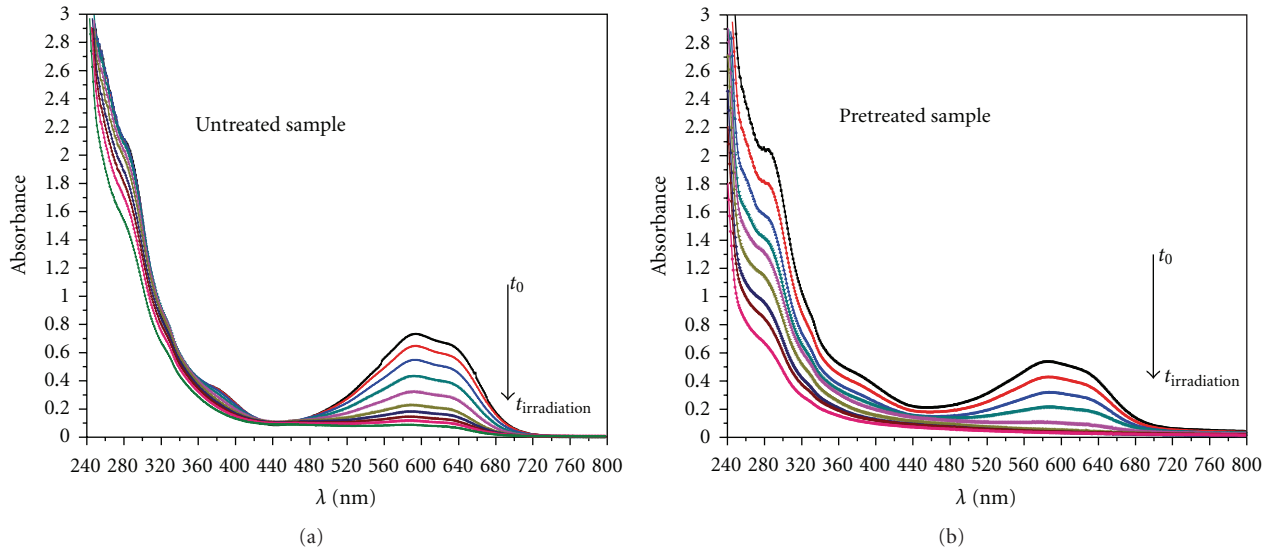 3
2.8
2.6
2.4
2.2
2
1.8
1.6
1.4
1.2
1
0.8
0.6
0.4
0.2
0
Absorbance
Untreated sample
t0
tirradiation
240 280 320 360 400 440 480 520 560 600 640 680 720 760 800
λ (nm)
(a)
3
2.8
2.6
2.4
2.2
2
1.8
1.6
1.4
1.2
1
0.8
0.6
0.4
0.2
0
Absorbance
Pretreated sample
t0
tirradiation
240 280 320 360 400 440 480 520 560 600 640 680 720 760 800
λ (nm)
(b)